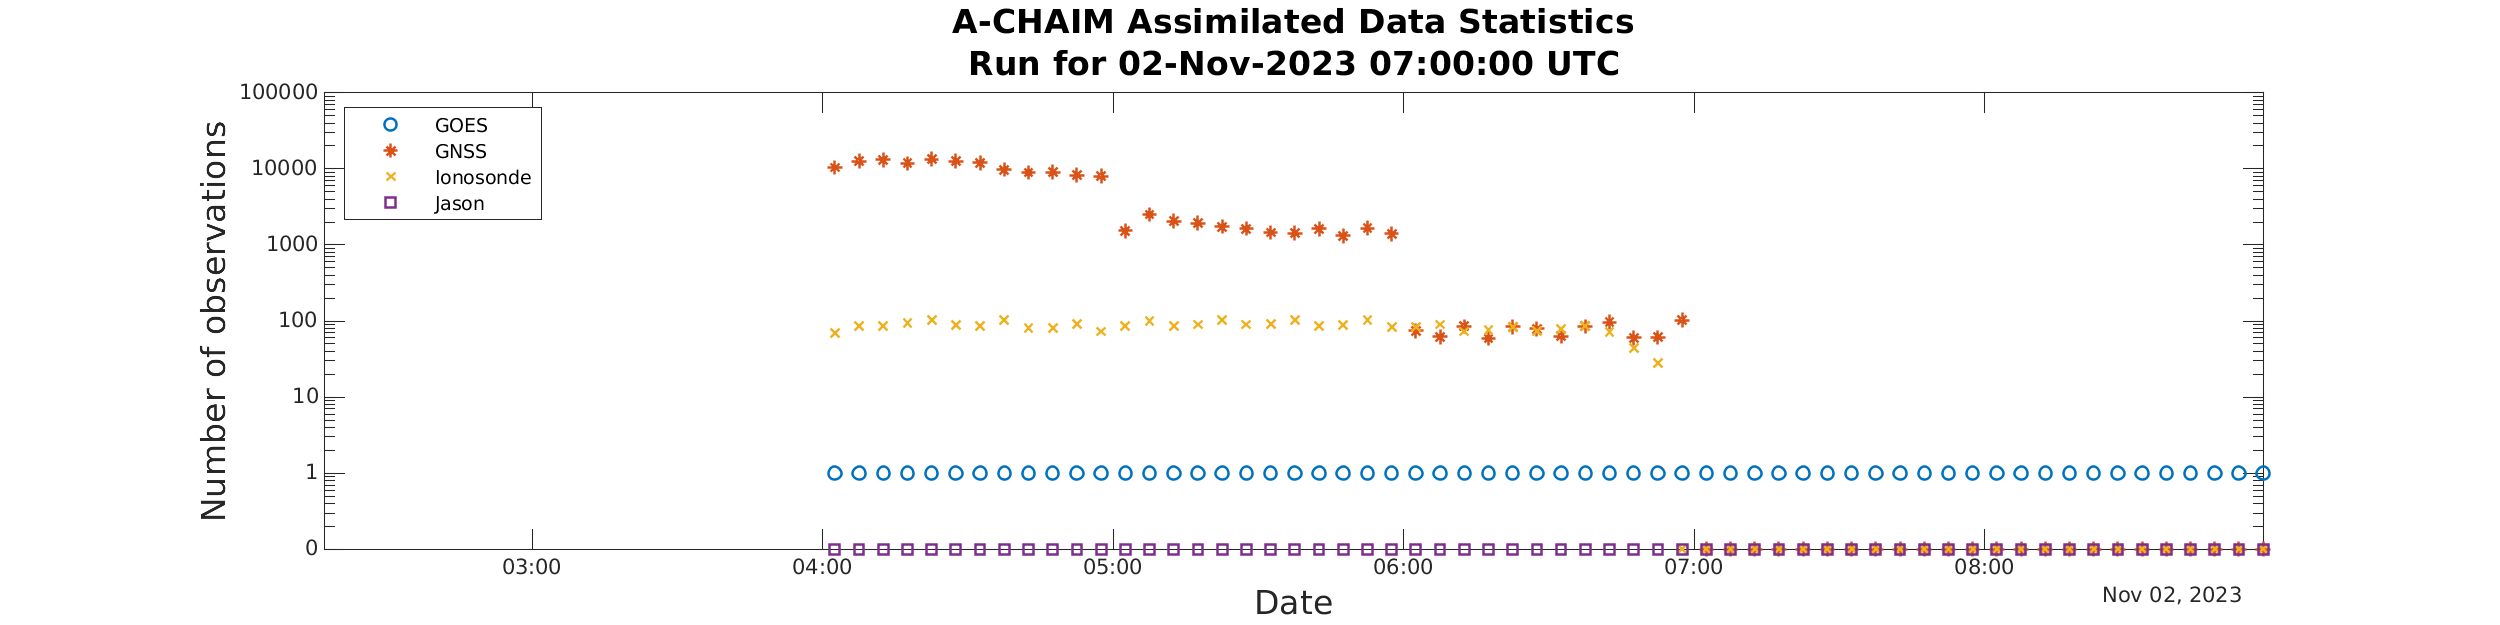 A-CHAIM Assimilated Data Statistics
Run for 02-Nov-2023 07:00:00 UTC
Number of observations
100000
10000
1000
100
10
1
0
GOES
GNSS
Ionosonde
Jason
03:00 04:00 05:00 06:00 07:00 08:00
Date
Nov 02, 2023